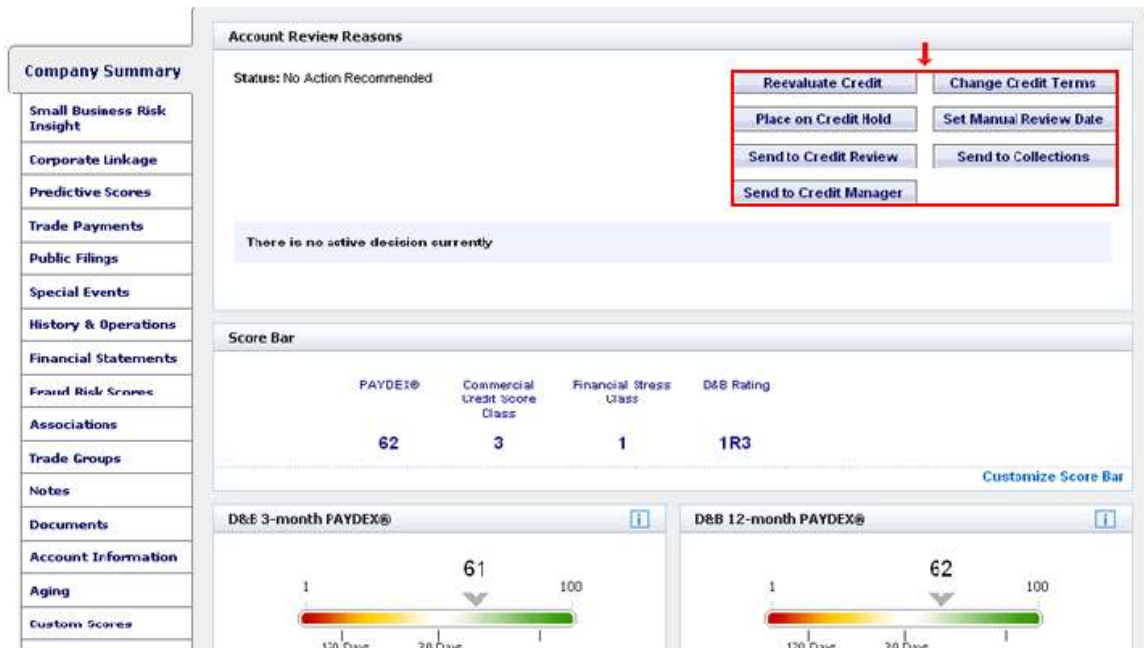 Account Review Reasons
Company Summary
Status: No Action Recommended
Reevaluate Credit
Change Credit Terms
Place on Credit Hold
Set Manual Review Date
Send to Credit Review
Send to Collections
Send to Credit Manager
There is no active decision currently
Small Business Risk
Insight
Corporate Linkage
Predictive Scores
Trade Payments
Public Filings
Special Events
History & Operations
Financial Statements
Fraud Risk Scores
Associations
Trade Groups
Notes
Documents
Account Information
Aging
Custom Scores
Score Bar
PAYDEX®
Commercial
Credit Score
Class
Financial Stress
Class
D&B Rating
62
3
1
1R3
Customize Score Bar
D&B 3-month PAYDEX®
i
61
1
100
120 Days
30 Days
D&B 12-month PAYDEX®
i
62
1
100
120 Days
30 Days